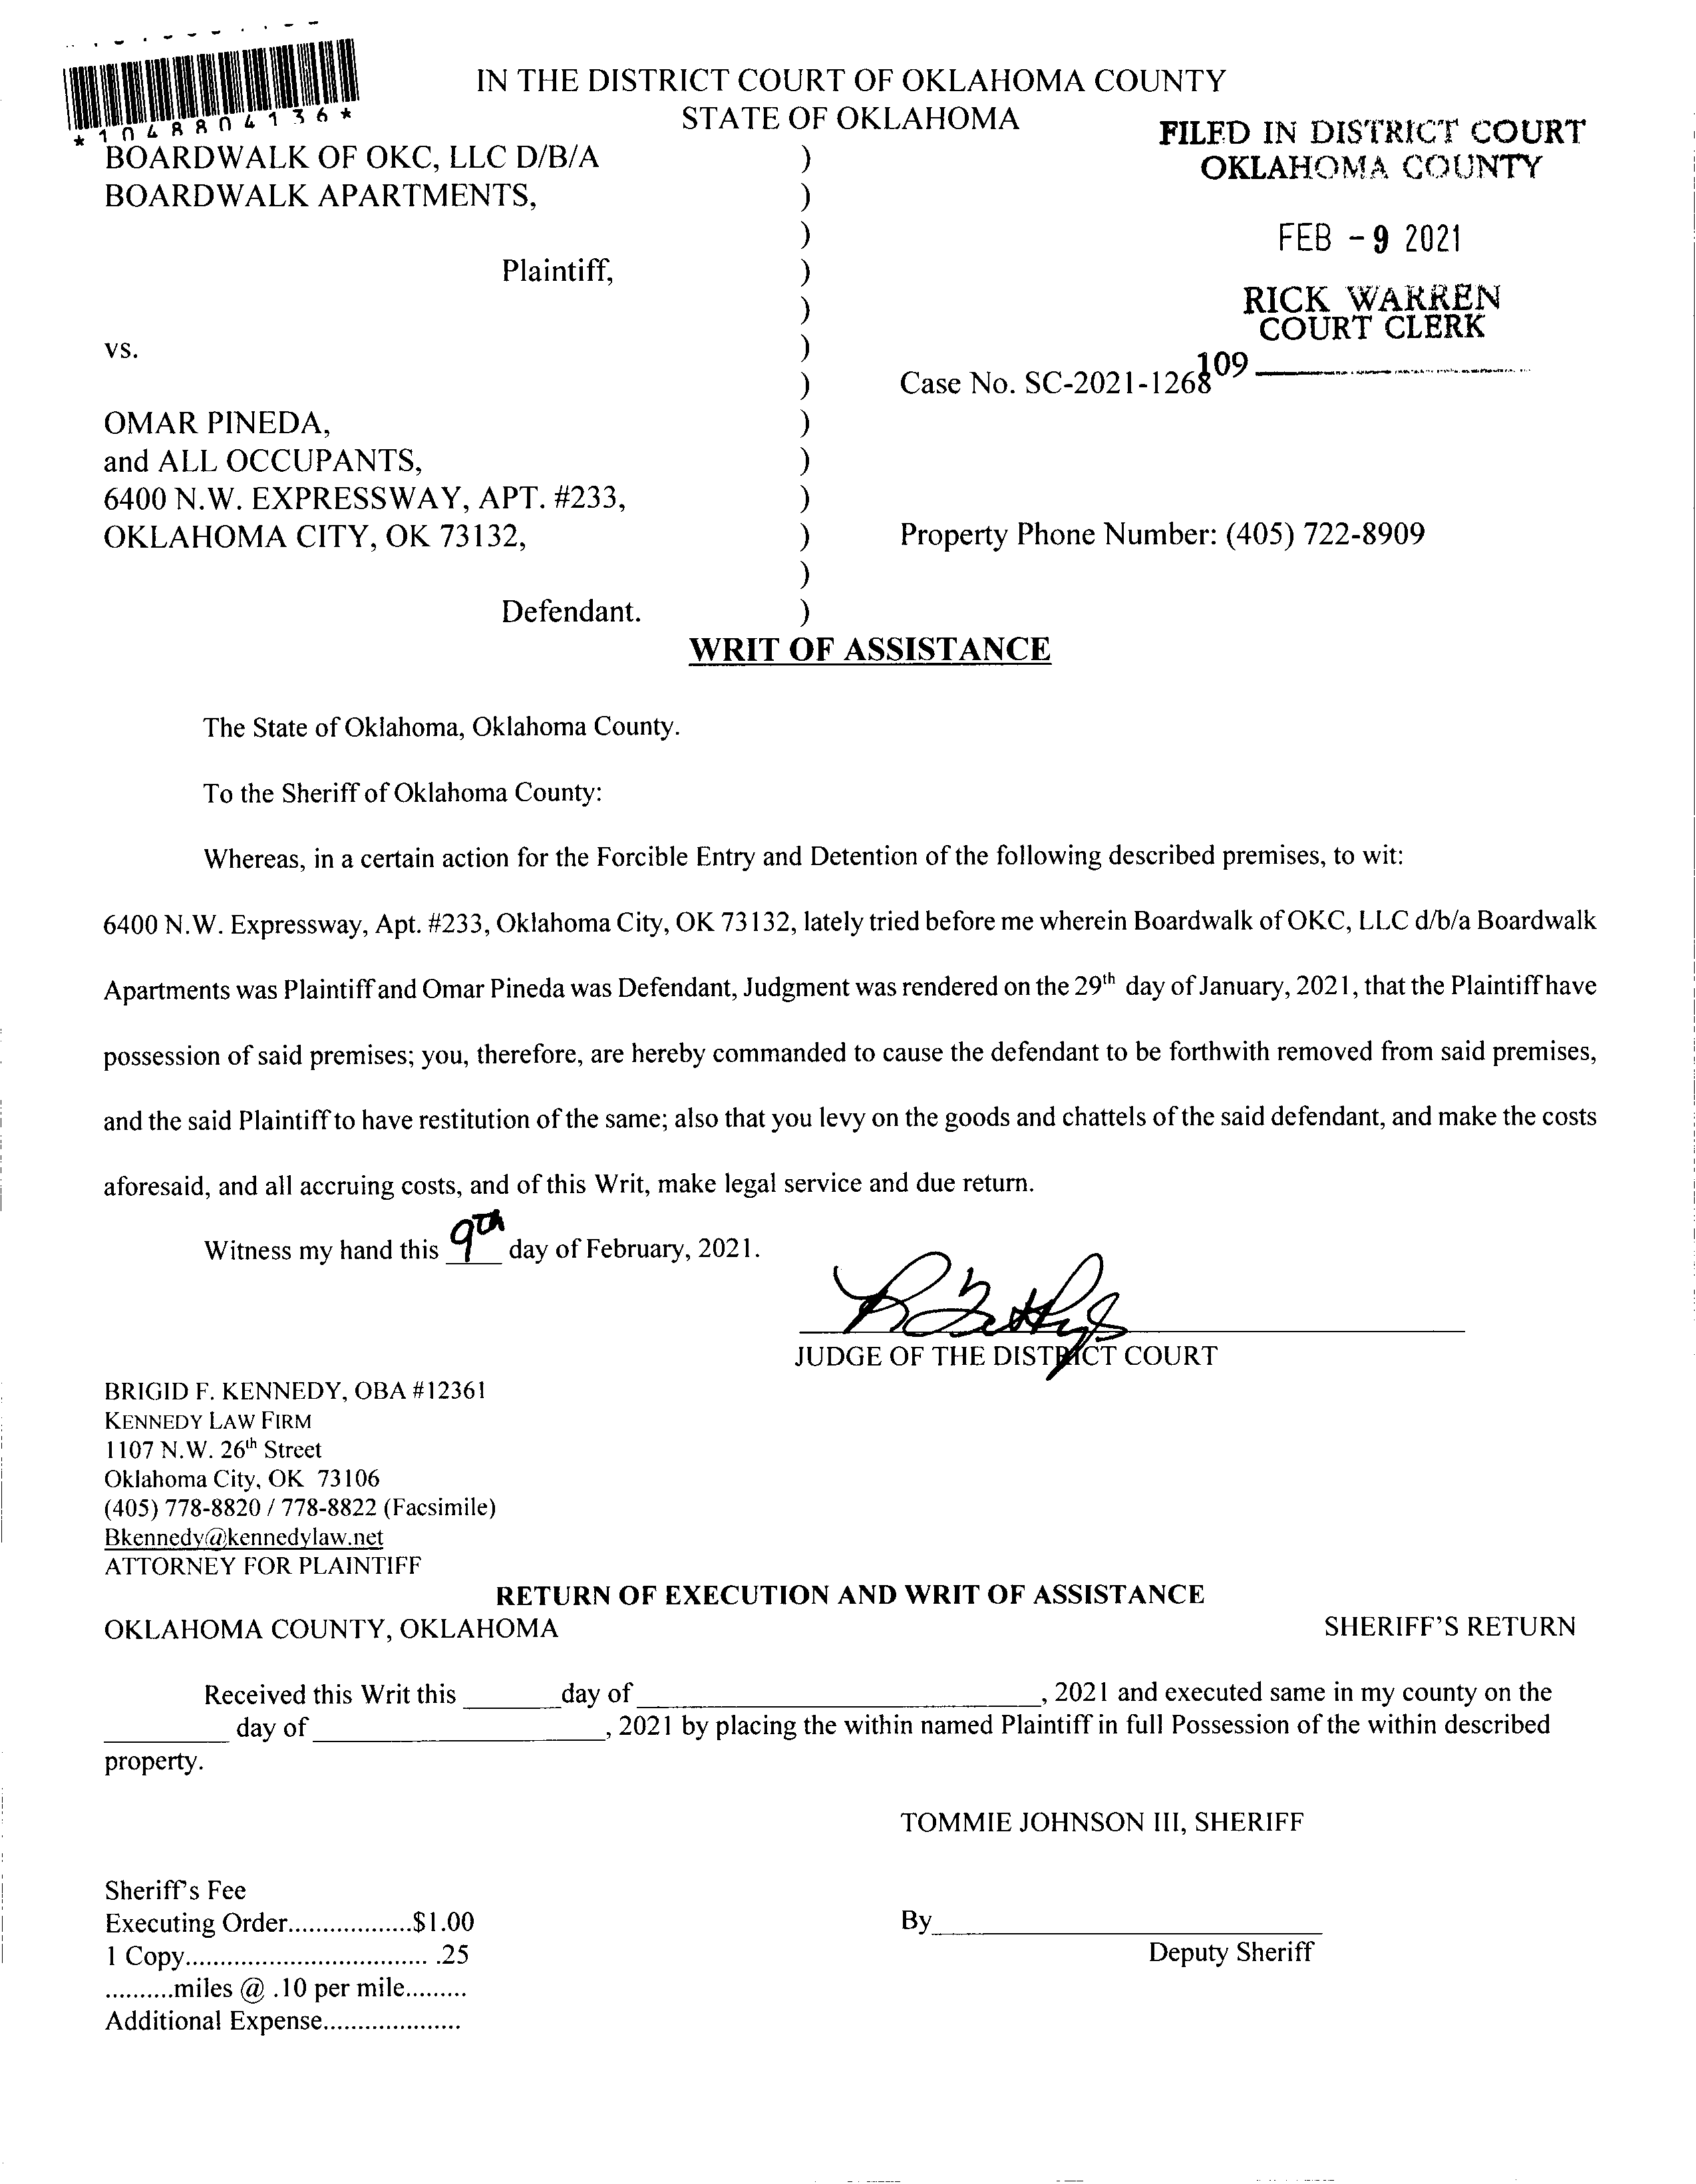 IN THE DISTRICT COURT OF OKLAHOMA COUNTY
STATE OF OKLAHOMA
*1048804136*
FILED IN DISTRICT COURT
OKLAHOMA COUNTY
FEB - 9 2021
RICK WARREN
COURT CLERK
109
BOARDWALK OF OKC, LLC D/B/A )
BOARDWALK APARTMENTS, )
)
Plaintiff, )
)
vs. )
) Case No. SC-2021-1268
OMAR PINEDA, )
and ALL OCCUPANTS, )
6400 N.W. EXPRESSWAY, APT. #233, )
OKLAHOMA CITY, OK 73132, ) Property Phone Number: (405) 722-8909
)
Defendant. )
WRIT OF ASSISTANCE
The State of Oklahoma, Oklahoma County.
To the Sheriff of Oklahoma County:
Whereas, in a certain action for the Forcible Entry and Detention of the following described premises, to wit:
6400 N.W. Expressway, Apt. #233, Oklahoma City, OK 73132, lately tried before me wherein Boardwalk of OKC, LLC d/b/a Boardwalk
Apartments was Plaintiff and Omar Pineda was Defendant, Judgment was rendered on the 29th day of January, 2021, that the Plaintiff have
possession of said premises; you, therefore, are hereby commanded to cause the defendant to be forthwith removed from said premises,
and the said Plaintiff to have restitution of the same; also that you levy on the goods and chattels of the said defendant, and make the costs
aforesaid, and all accruing costs, and of this Writ, make legal service and due return.
Witness my hand this 9TH day of February, 2021.
JUDGE OF THE DISTRICT COURT
BRIGID F. KENNEDY, OBA #12361
KENNEDY LAW FIRM
1107 N.W. 26th Street
Oklahoma City, OK 73106
(405) 778-8820 / 778-8822 (Facsimile)
Bkennedy@kennedylaw.net
ATTORNEY FOR PLAINTIFF
RETURN OF EXECUTION AND WRIT OF ASSISTANCE
OKLAHOMA COUNTY, OKLAHOMA SHERIFF'S RETURN
Received this Writ this _______ day of ______________________________, 2021 and executed same in my county on the
_________ day of _____________________, 2021 by placing the within named Plaintiff in full Possession of the within described
property.
TOMMIE JOHNSON III, SHERIFF
Sheriff's Fee
Executing Order..................$1.00
By____________________________
1 Copy................................... .25
Deputy Sheriff
..........miles @ .10 per mile.........
Additional Expense....................